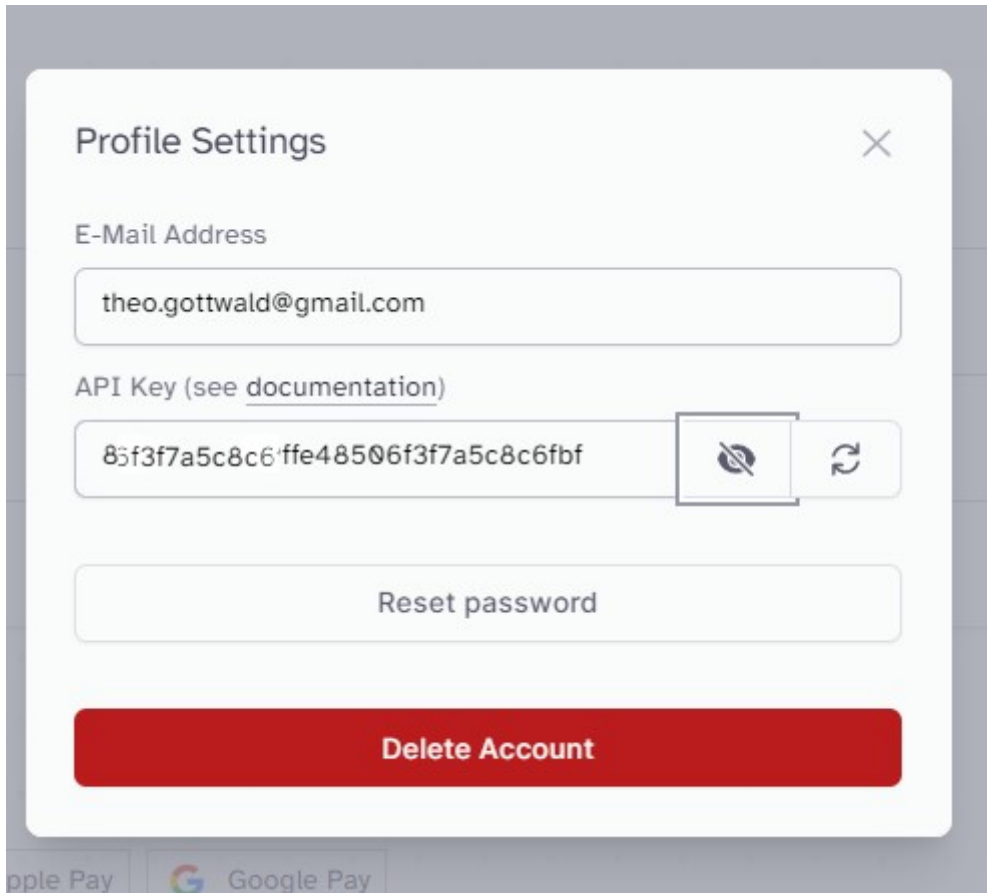 Profile Settings
E-Mail Address
theo.gottwald@gmail.com
API Key (see documentation)
Reset password
Delete Account
pple Pay
Google Pay